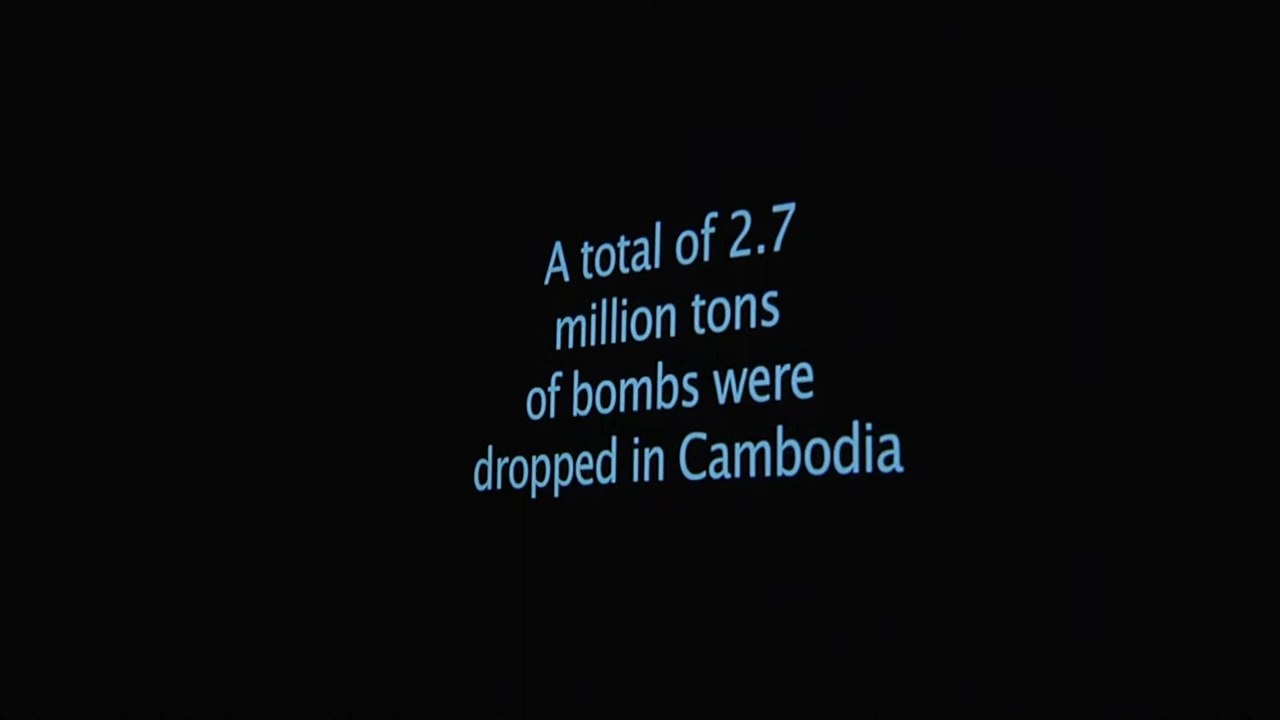 A total of 2.7
million tons
of bombs were
dropped in Cambodia